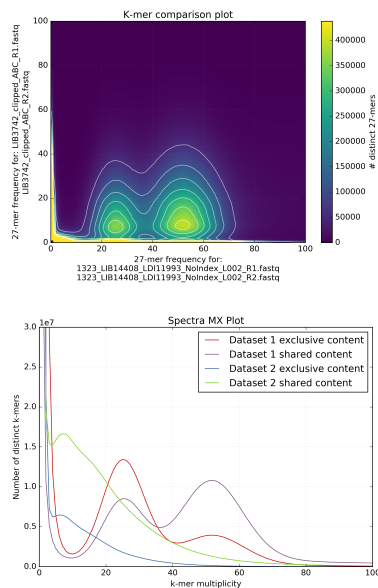 K-mer comparison plot
100
80
60
40
20
0
0 20 40 60 80 100
27-mer frequency for: LIB3742_clipped_ABC_R1.fastq
LIB3742_clipped_ABC_R2.fastq
27-mer frequency for:
1323_LIB14408_LDI11993_NoIndex_L002_R1.fastq
1323_LIB14408_LDI11993_NoIndex_L002_R2.fastq
400000
350000
300000
250000
200000
150000
100000
50000
0
# distinct 27-mers
Spectra MX Plot
1e7
3.0
2.5
2.0
1.5
1.0
0.5
0.0
0 20 40 60 80 100
Number of distinct k-mers
k-mer multiplicity
Dataset 1 exclusive content
Dataset 1 shared content
Dataset 2 exclusive content
Dataset 2 shared content